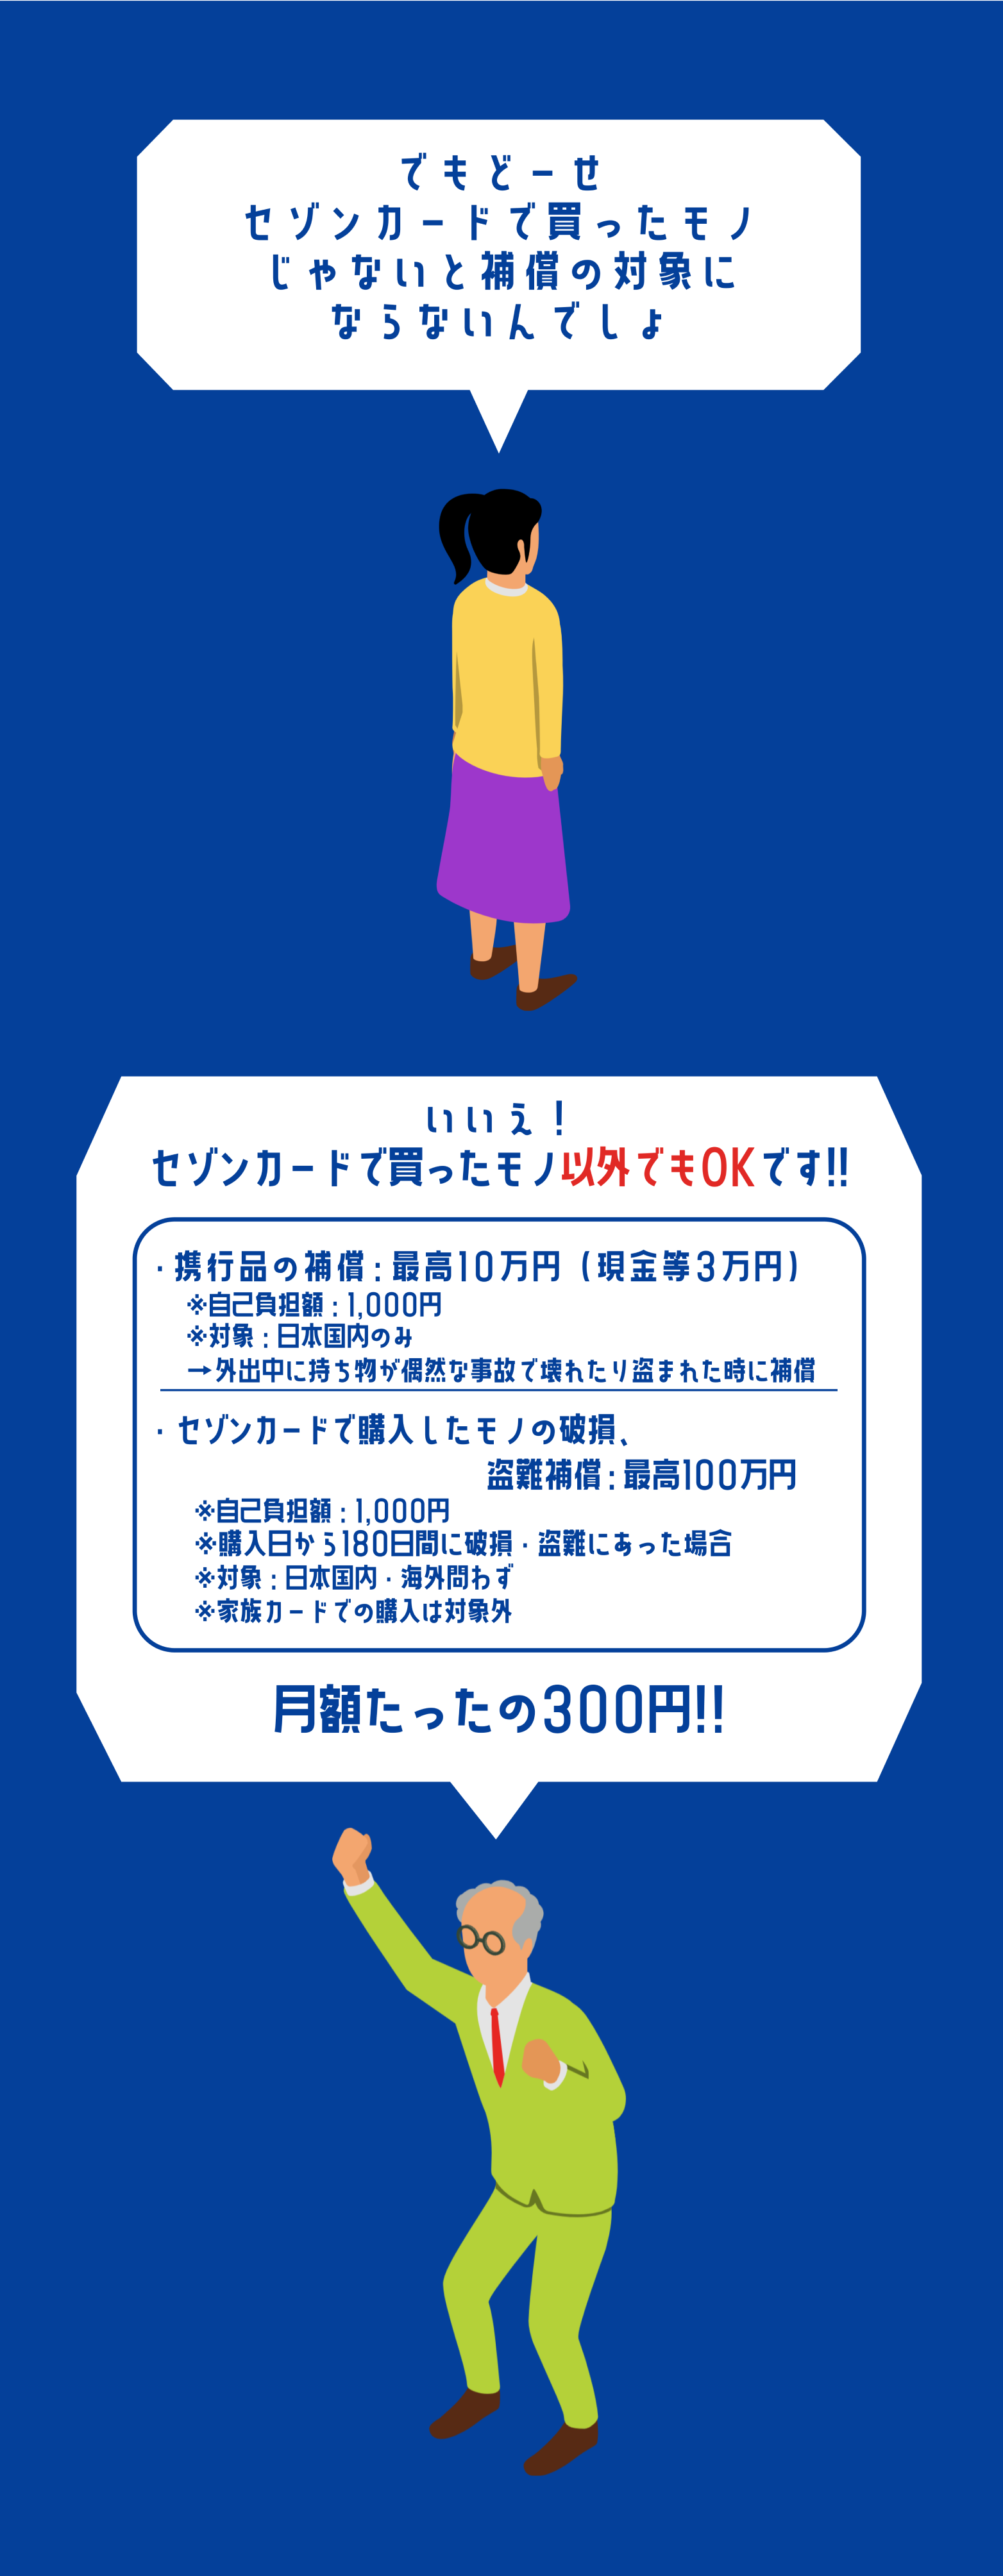 でもどーせ
セゾンカードで買ったモノ
じゃないと補償の対象に
ならないんでしょ
いいえ!
セゾンカードで買ったモノ以外でもOKです!!
・携行品の補償:最高10万円(現金等3万円)
※自己負担額:1,000円
※対象:日本国内のみ
→外出中に持ち物が偶然な事故で壊れたり盗まれた時に補償
・セゾンカードで購入したモノの破損、
盗難補償:最高100万円
※自己負担額:1,000円
※購入日から180日間に破損・盗難にあった場合
※対象:日本国内・海外問わず
※家族カードでの購入は対象外
月額たったの300円!!